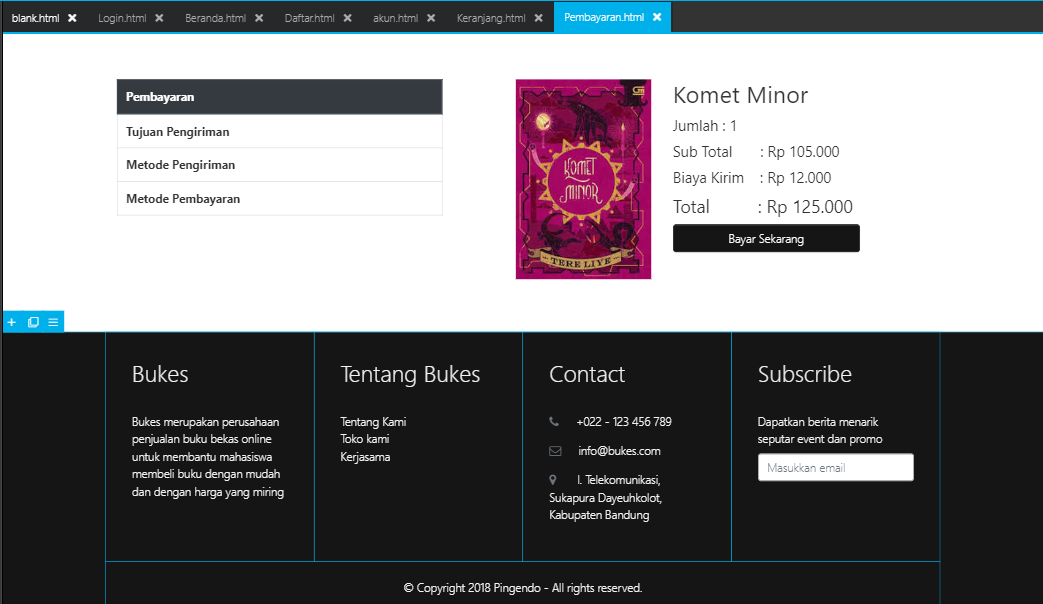 blank.html
Login.html
Beranda.html
Daftar.html
akun.html
Keranjang.html
Pembayaran.html
Pembayaran
Tujuan Pengiriman
Metode Pengiriman
Metode Pembayaran
KOMET
MINOR
TERE LIYE
Komet Minor
Jumlah : 1
Sub Total : Rp 105.000
Biaya Kirim : Rp 12.000
Total : Rp 125.000
Bayar Sekarang
Bukes
Bukes merupakan perusahaan
penjualan buku bekas online
untuk membantu mahasiswa
membeli buku dengan mudah
dan dengan harga yang miring
Tentang Bukes
Tentang Kami
Toko kami
Kerjasama
Contact
+022 - 123 456 789
info@bukes.com
l. Telekomunikasi,
Sukapura Dayeuhkolot,
Kabupaten Bandung
Subscribe
Dapatkan berita menarik
seputar event dan promo
Masukkan email
© Copyright 2018 Pingendo - All rights reserved.